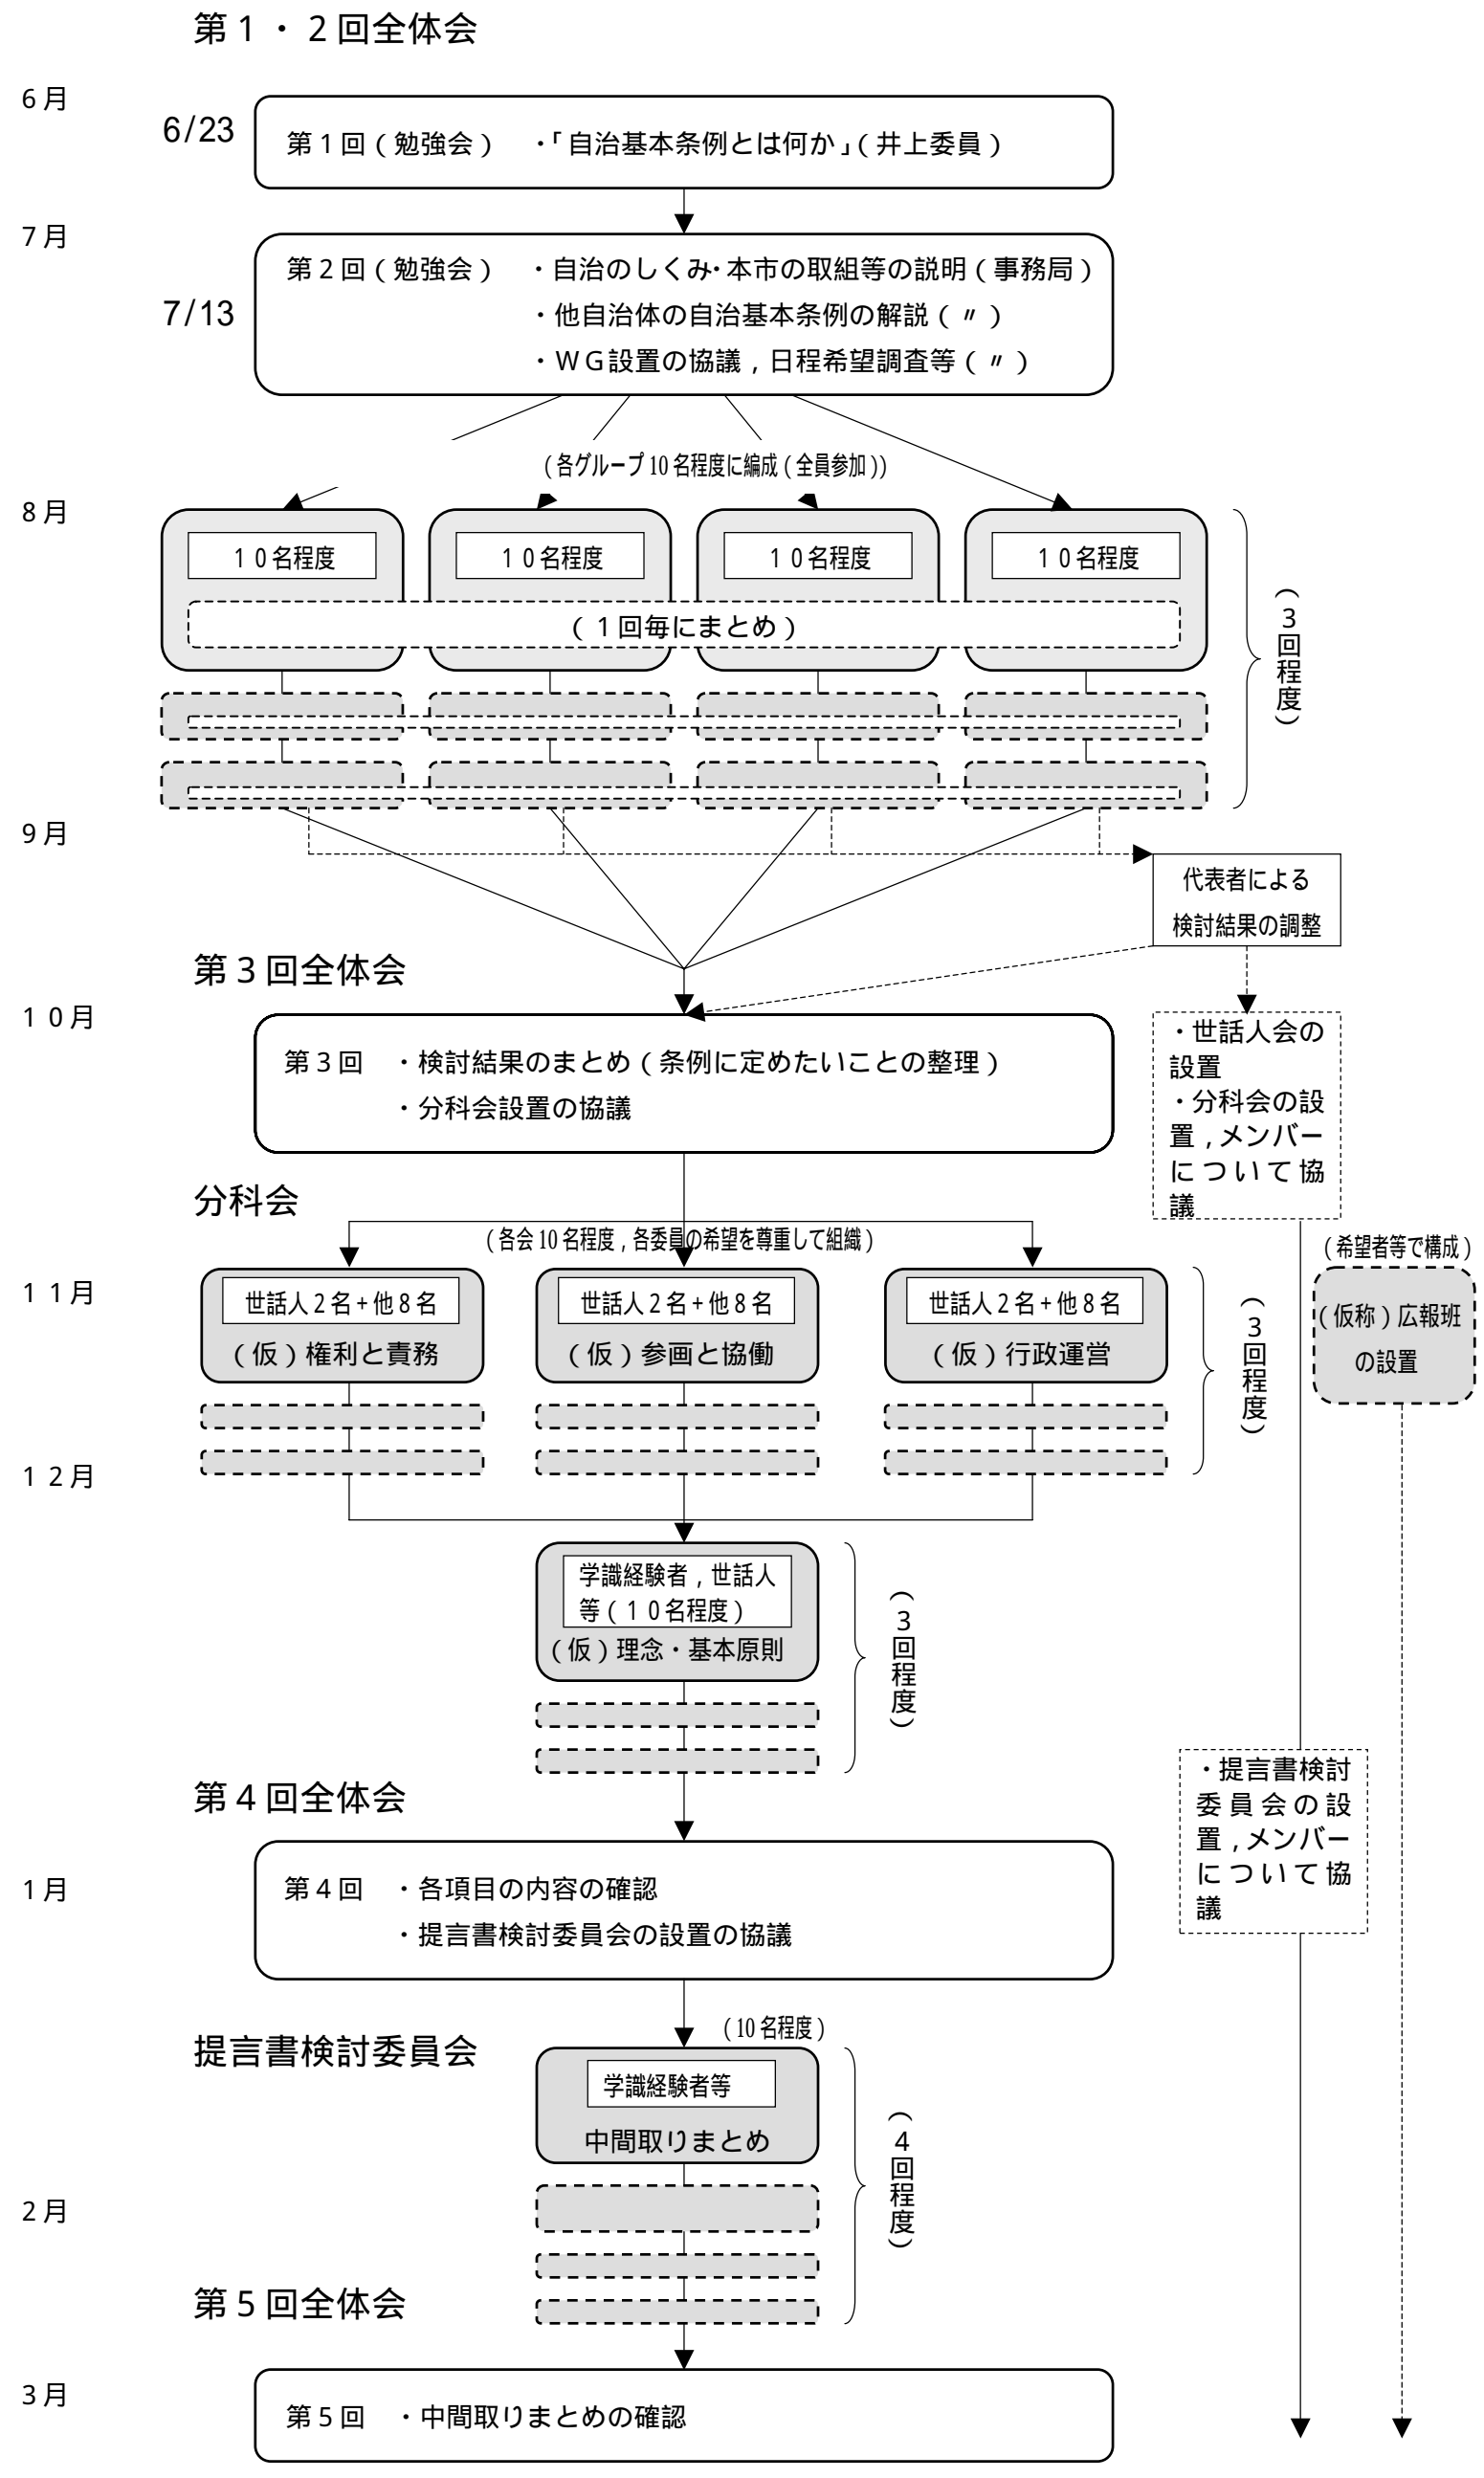 第１・２回全体会
６月
6/23
第１回（勉強会）　・「自治基本条例とは何か」（井上委員）
７月
7/13
第２回（勉強会）　・自治のしくみ・本市の取組等の説明（事務局）
・他自治体の自治基本条例の解説（〃）
・ＷＧ設置の協議，日程希望調査等（〃）
（各グループ10名程度に編成（全員参加））
８月
１０名程度
１０名程度
１０名程度
１０名程度
（１回毎にまとめ）
（３回程度）
９月
代表者による
検討結果の調整
第３回全体会
１０月
第３回　・検討結果のまとめ（条例に定めたいことの整理）
・分科会設置の協議
・世話人会の
設置
・分科会の設
置，メンバー
について協
議
分科会
（各会10名程度，各委員の希望を尊重して組織）
（希望者等で構成）
１１月
世話人２名+他８名
（仮）権利と責務
世話人２名+他８名
（仮）参画と協働
世話人２名+他８名
（仮）行政運営
（３回程度）
（仮称）広報班
の設置
１２月
学識経験者，世話人
等（１０名程度）
（仮）理念・基本原則
（３回程度）
・提言書検討
委員会の設
置，メンバー
について協
議
第４回全体会
１月
第４回　・各項目の内容の確認
・提言書検討委員会の設置の協議
提言書検討委員会
（10名程度）
学識経験者等
中間取りまとめ
（４回程度）
２月
第５回全体会
３月
第５回　・中間取りまとめの確認